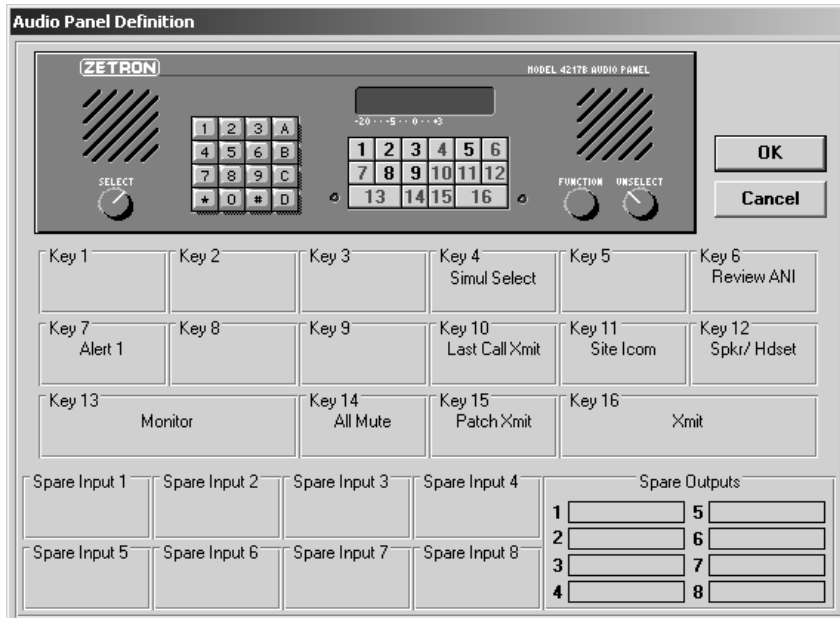 Audio Panel Definition
ZETRON
MODEL 4217B AUDIO PANEL
-20 · · · -5 · · 0 · · +3
1 2 3 A
4 5 6 B
7 8 9 C
* 0 # D
1 2 3 4 5 6
7 8 9 10 11 12
13 14 15 16
SELECT
FUNCTION UNSELECT
OK
Cancel
Key 1
Key 2
Key 3
Key 4
Simul Select
Key 5
Key 6
Review ANI
Key 7
Alert 1
Key 8
Key 9
Key 10
Last Call Xmit
Key 11
Site Icom
Key 12
Spkr/ Hdset
Key 13
Monitor
Key 14
All Mute
Key 15
Patch Xmit
Key 16
Xmit
Spare Input 1
Spare Input 2
Spare Input 3
Spare Input 4
Spare Input 5
Spare Input 6
Spare Input 7
Spare Input 8
Spare Outputs
1 5
2 6
3 7
4 8